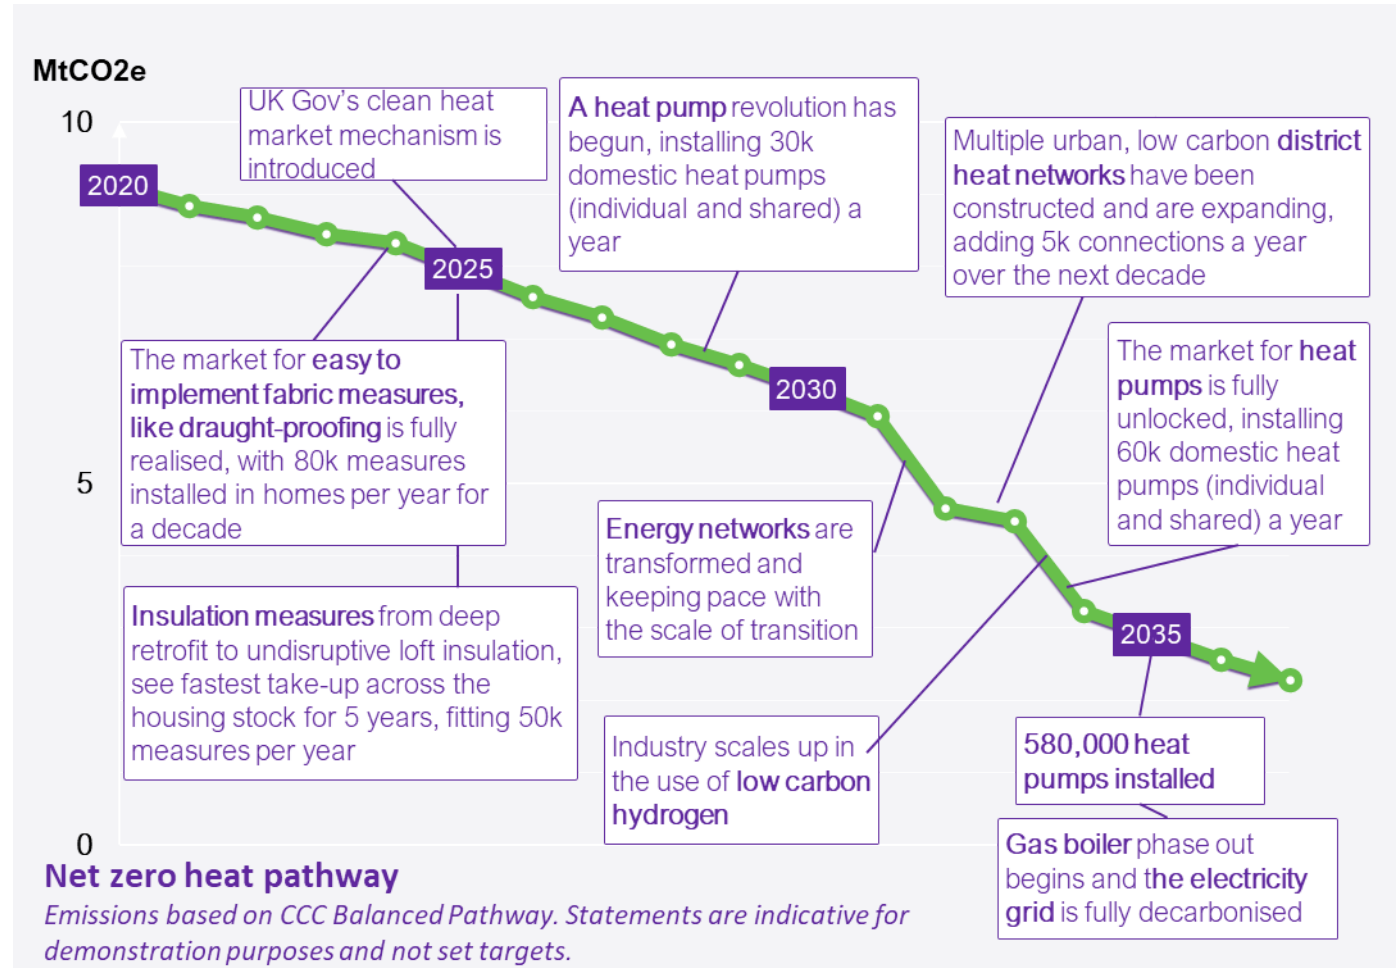 MtCO2e
10
5
0
2020
2025
2030
2035
UK Gov's clean heat
market mechanism is
introduced
A heat pump revolution has
begun, installing 30k
domestic heat pumps
(individual and shared) a
year
Multiple urban, low carbon district
heat networks have been
constructed and are expanding,
adding 5k connections a year
over the next decade
The market for easy to
implement fabric measures,
like draught-proofing is fully
realised, with 80k measures
installed in homes per year for
a decade
The market for heat
pumps is fully
unlocked, installing
60k domestic heat
pumps (individual
and shared) a year
Energy networks are
transformed and
keeping pace with
the scale of transition
Insulation measures from deep
retrofit to undisruptive loft insulation,
see fastest take-up across the
housing stock for 5 years, fitting 50k
measures per year
Industry scales up in
the use of low carbon
hydrogen
580,000 heat
pumps installed
Gas boiler phase out
begins and the electricity
grid is fully decarbonised
Net zero heat pathway
Emissions based on CCC Balanced Pathway. Statements are indicative for
demonstration purposes and not set targets.